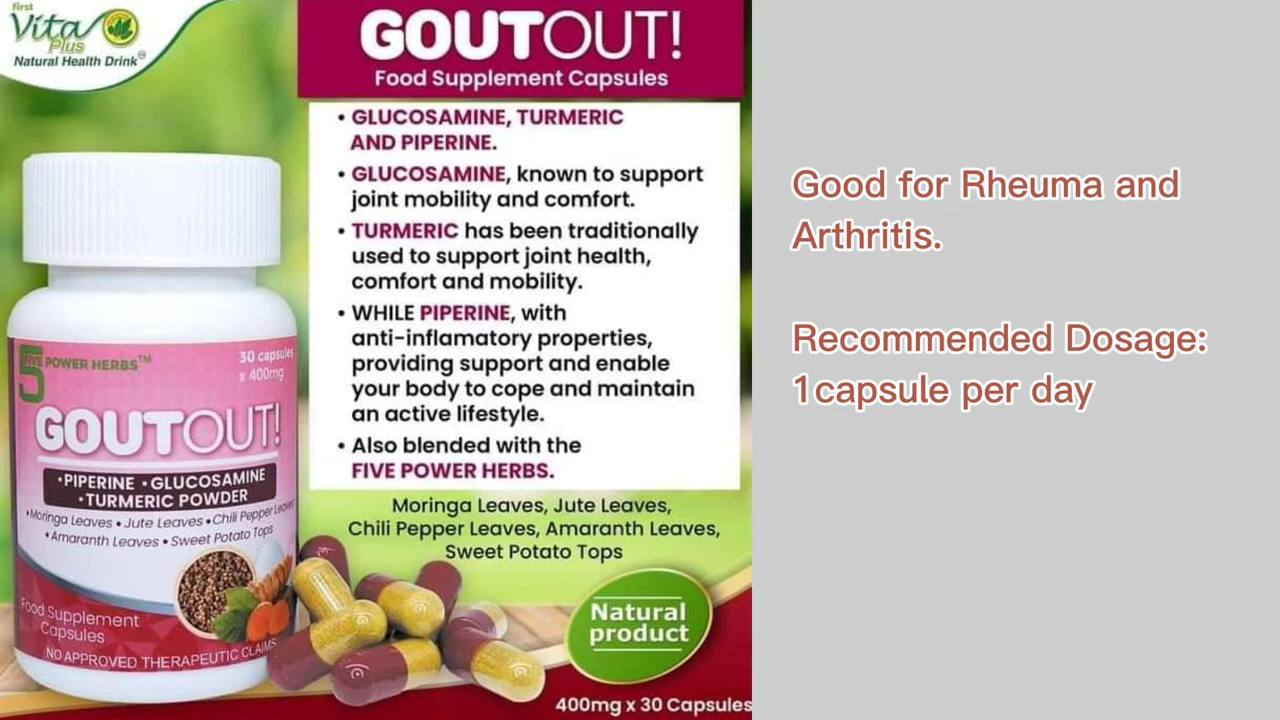 First
Vita
Plus
Natural Health Drink
GOUTOUT!
Food Supplement Capsules
• GLUCOSAMINE, TURMERIC
AND PIPERINE.
• GLUCOSAMINE, known to support
joint mobility and comfort.
• TURMERIC has been traditionally
used to support joint health,
comfort and mobility.
• WHILE PIPERINE, with
anti-inflamatory properties,
providing support and enable
your body to cope and maintain
an active lifestyle.
• Also blended with the
FIVE POWER HERBS.
Moringa Leaves, Jute Leaves,
Chili Pepper Leaves, Amaranth Leaves,
Sweet Potato Tops
Natural
product
400mg x 30 Capsules
5 FIVE POWER HERBS™
30 capsules
x 400mg
GOUTOUT!
•PIPERINE •GLUCOSAMINE
•TURMERIC POWDER
•Moringa Leaves •Jute Leaves •Chili Pepper Leaves
•Amaranth Leaves •Sweet Potato Tops
Food Supplement
Capsules
NO APPROVED THERAPEUTIC CLAIMS
Good for Rheuma and
Arthritis.
Recommended Dosage:
1capsule per day